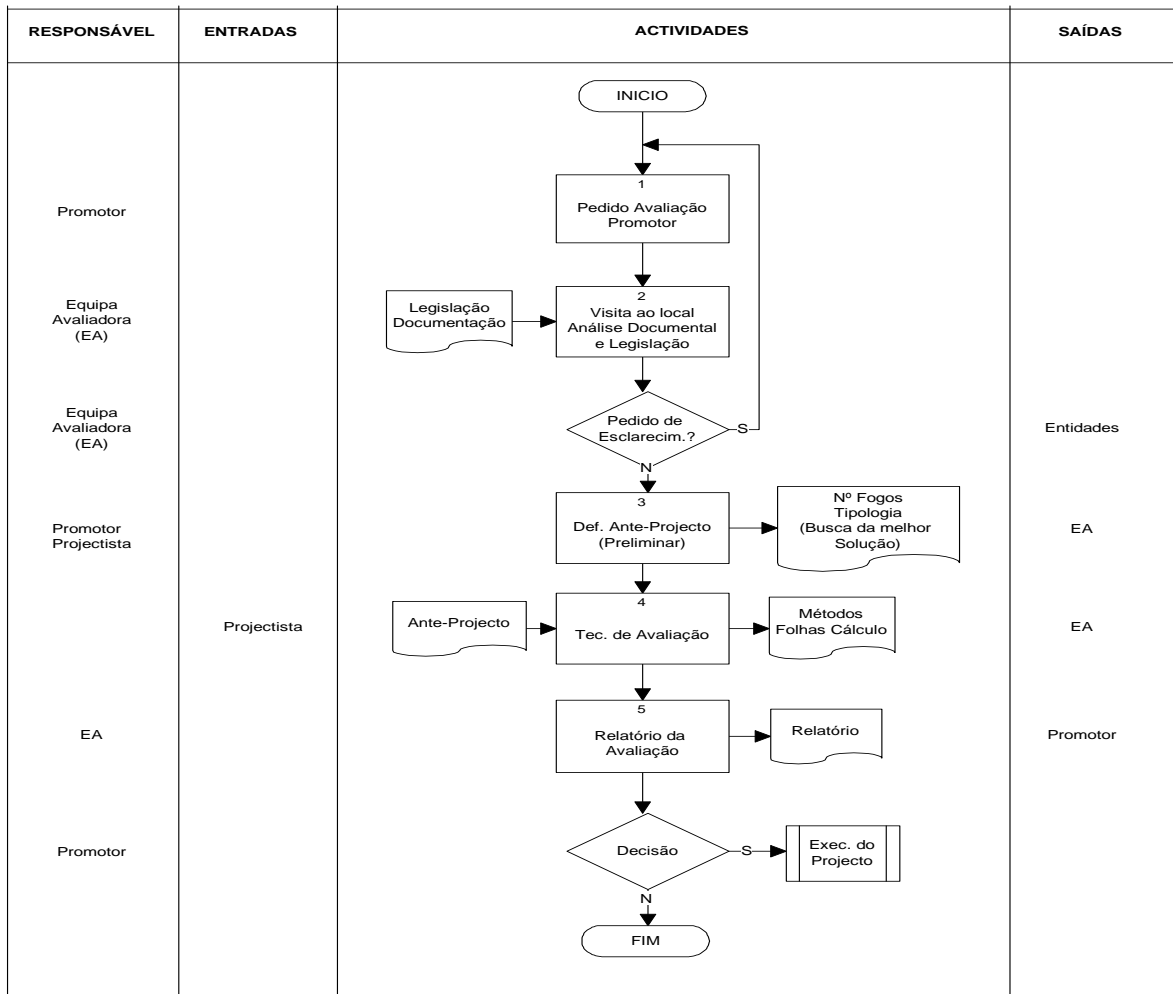 RESPONSÁVEL
ENTRADAS
ACTIVIDADES
SAÍDAS
INICIO
Promotor
1
Pedido Avaliação
Promotor
Equipa
Avaliadora
(EA)
Legislação
Documentação
2
Visita ao local
Análise Documental
e Legislação
Equipa
Avaliadora
(EA)
Pedido de
Esclarecim.?
S
N
Entidades
Promotor
Projectista
3
Def. Ante-Projecto
(Preliminar)
Nº Fogos
Tipologia
(Busca da melhor
Solução)
EA
Projectista
Ante-Projecto
4
Tec. de Avaliação
Métodos
Folhas Cálculo
EA
EA
5
Relatório da
Avaliação
Relatório
Promotor
Promotor
Decisão
S
N
Exec. do
Projecto
FIM